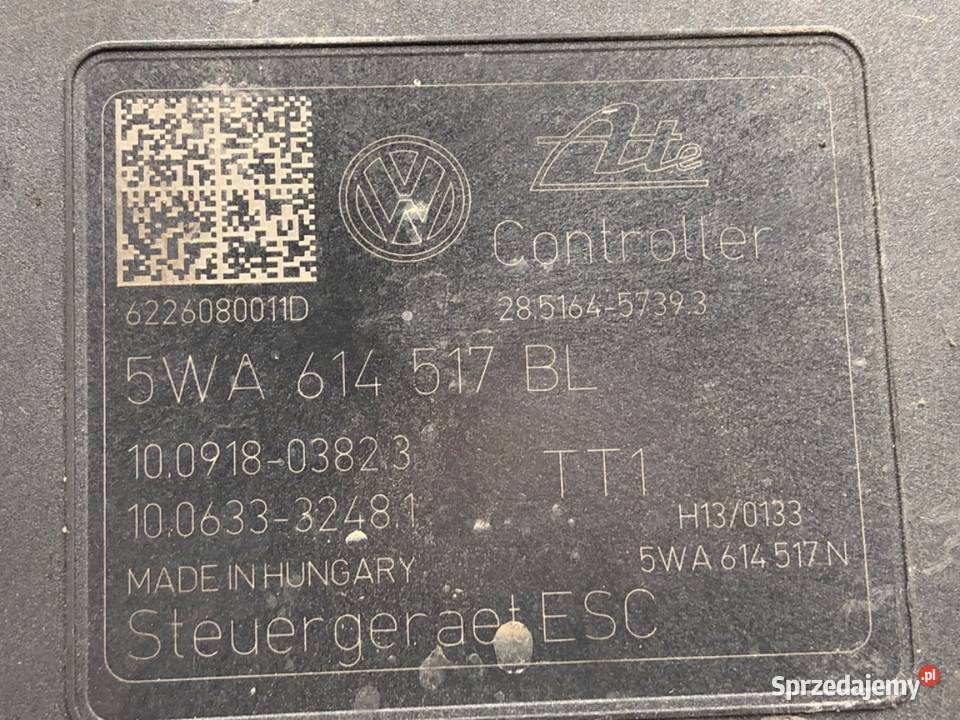 Ate
Controller
6226080011D
28.5164-5739.3
5WA 614 517 BL
10.0918-0382.3
TT1
10.0633-3248.1
H13/0133
MADE IN HUNGARY
5WA 614 517 N
Steuergeraet ESC
Sprzedajemy.pl